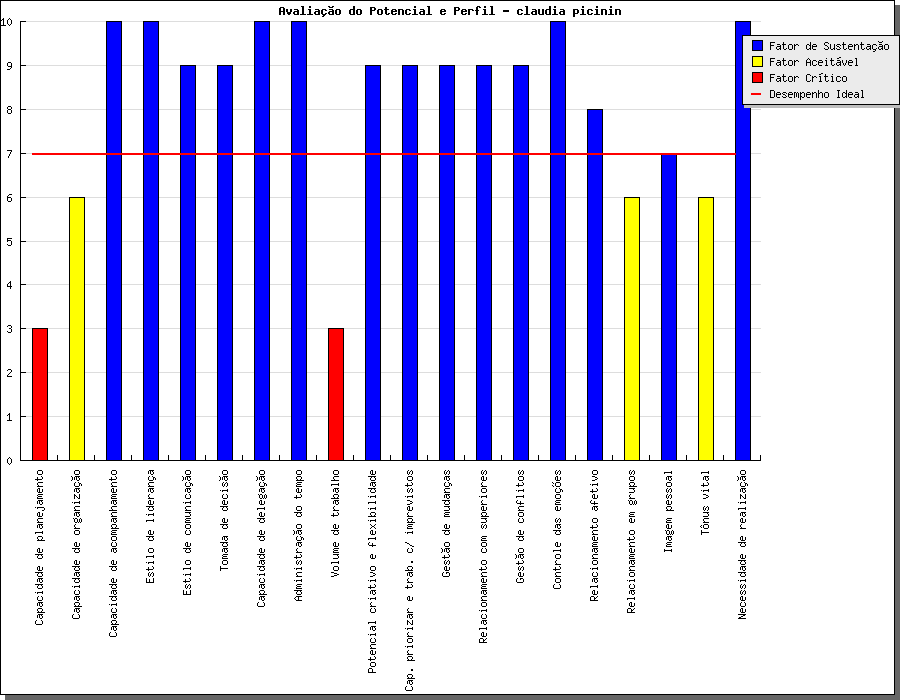 Avaliação do Potencial e Perfil - claudia picinin
10
9
8
7
6
5
4
3
2
1
0
Fator de Sustentação
Fator Aceitável
Fator Crítico
Desempenho Ideal
Capacidade de planejamento
Capacidade de organização
Capacidade de acompanhamento
Estilo de liderança
Estilo de comunicação
Tomada de decisão
Capacidade de delegação
Administração do tempo
Volume de trabalho
Potencial criativo e flexibilidade
Cap. priorizar e trab. c/ imprevistos
Gestão de mudanças
Relacionamento com superiores
Gestão de conflitos
Controle das emoções
Relacionamento afetivo
Relacionamento em grupos
Imagem pessoal
Tônus vital
Necessidade de realização